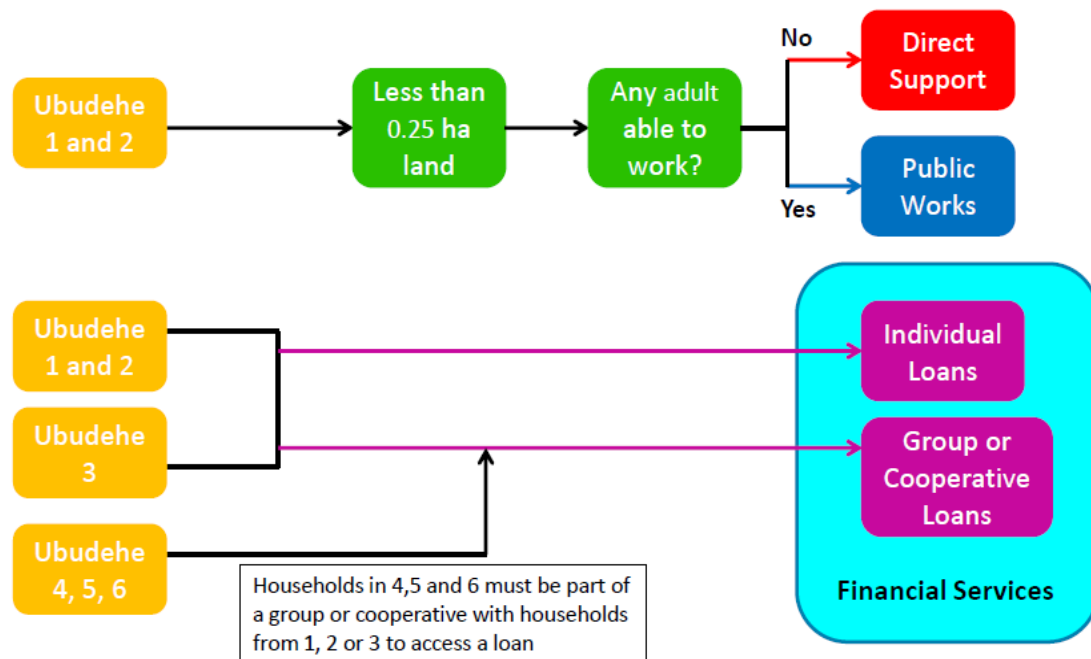 Ubudehe
1 and 2
Less than
0.25 ha
land
Any adult
able to
work?
No
Yes
Direct
Support
Public
Works
Ubudehe
1 and 2
Ubudehe
3
Ubudehe
4, 5, 6
Households in 4,5 and 6 must be part of
a group or cooperative with households
from 1, 2 or 3 to access a loan
Individual
Loans
Group or
Cooperative
Loans
Financial Services